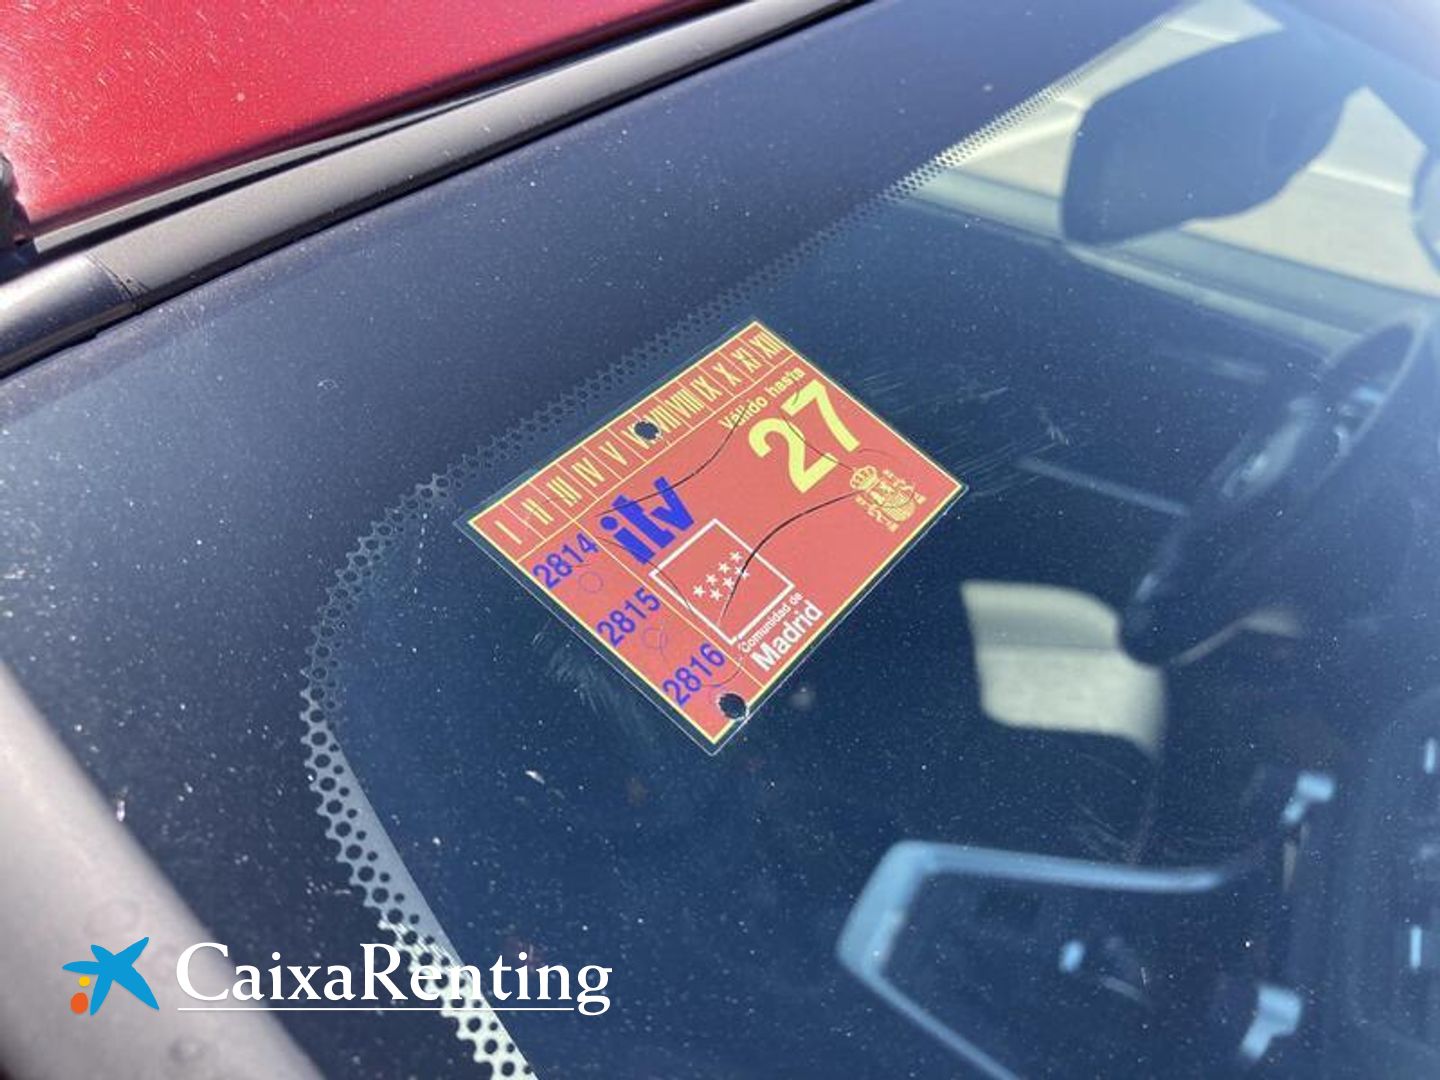 I II III IV V VI VII VIII IX X XI XII
Válido hasta
27
itv
2814
2815
2816
Comunidad de
Madrid
CaixaRenting